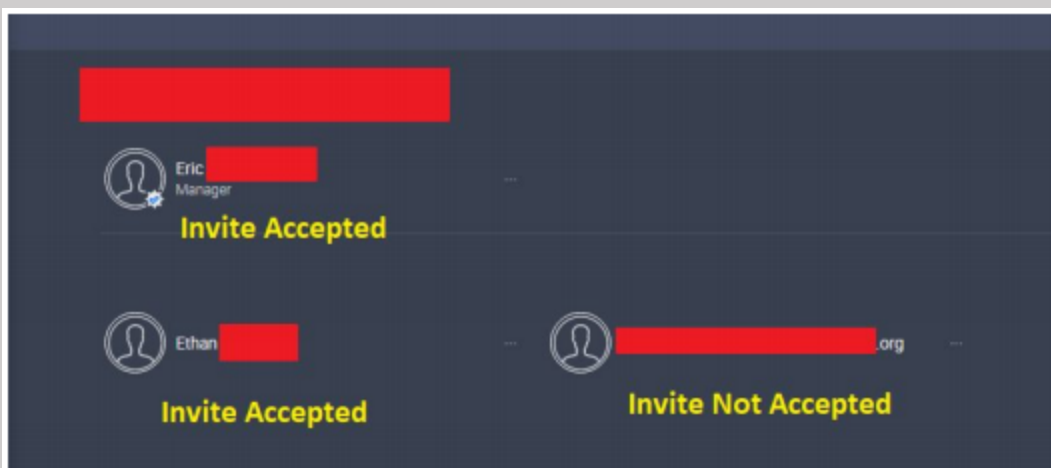 Eric
Manager
...
Invite Accepted
Ethan
...
.org
...
Invite Accepted
Invite Not Accepted